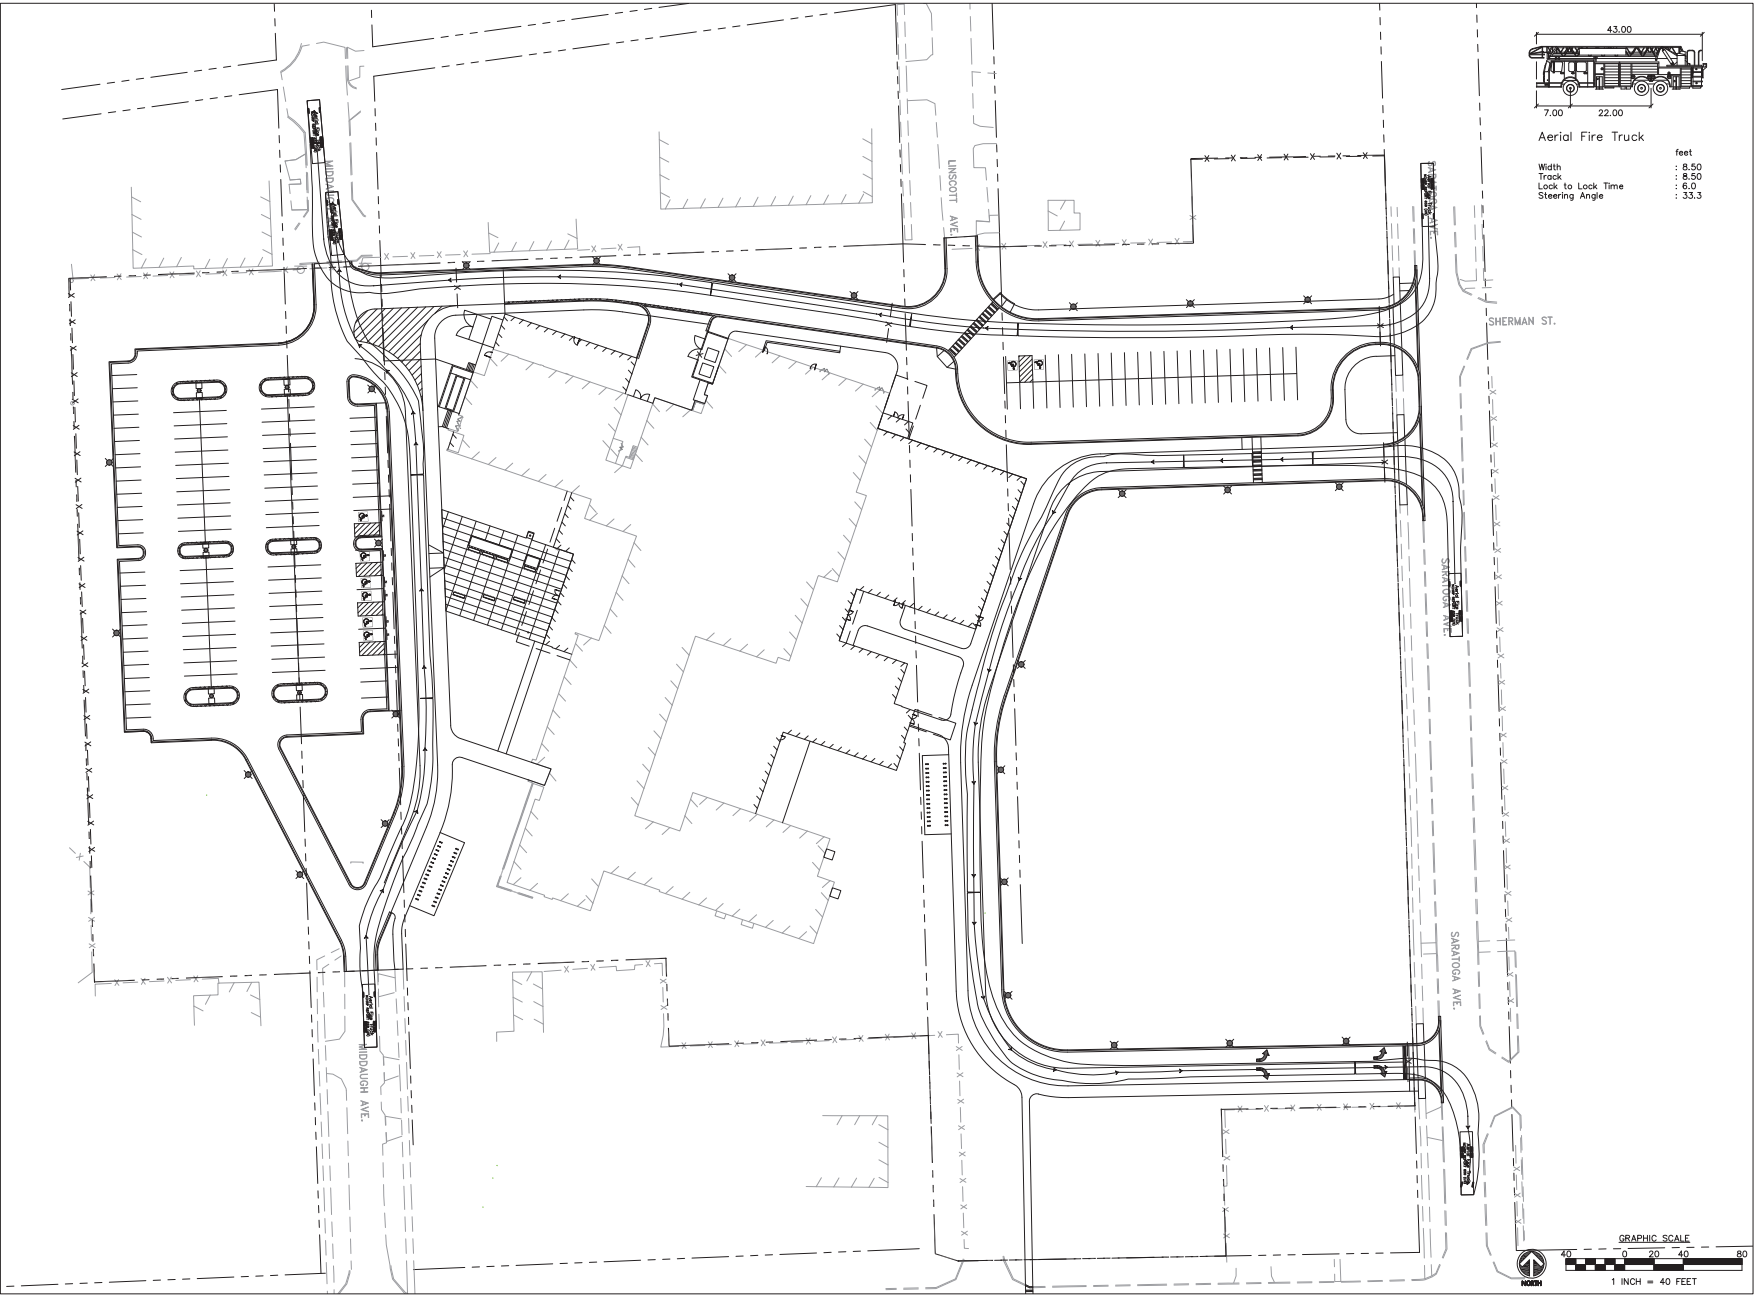 43.00
7.00 22.00
Aerial Fire Truck
feet
Width : 8.50
Track : 8.50
Lock to Lock Time : 6.0
Steering Angle : 33.3
LINSCOTT AVE.
SHERMAN ST.
SARATOGA AVE.
SARATOGA AVE.
MIDDAUGH AVE.
GRAPHIC SCALE
40 0 20 40 80
1 INCH = 40 FEET
NORTH